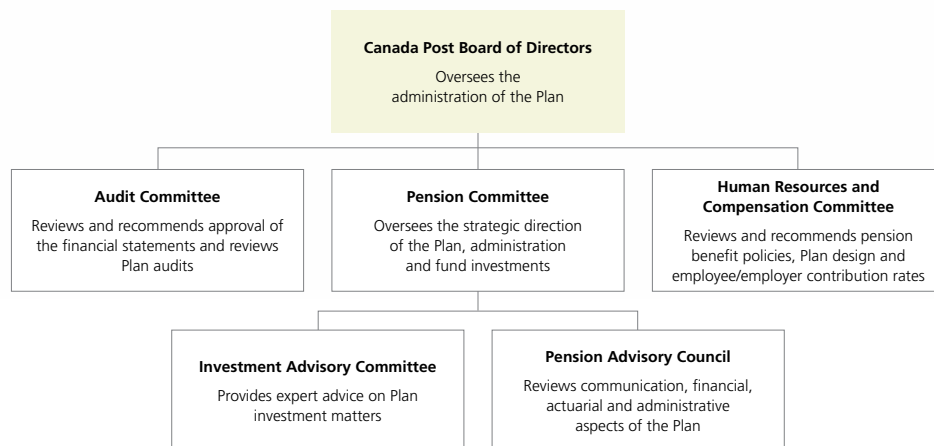 Canada Post Board of Directors
Oversees the
administration of the Plan
Audit Committee
Reviews and recommends approval of
the financial statements and reviews
Plan audits
Pension Committee
Oversees the strategic direction
of the Plan, administration
and fund investments
Human Resources and
Compensation Committee
Reviews and recommends pension
benefit policies, Plan design and
employee/employer contribution rates
Investment Advisory Committee
Provides expert advice on Plan
investment matters
Pension Advisory Council
Reviews communication, financial,
actuarial and administrative
aspects of the Plan